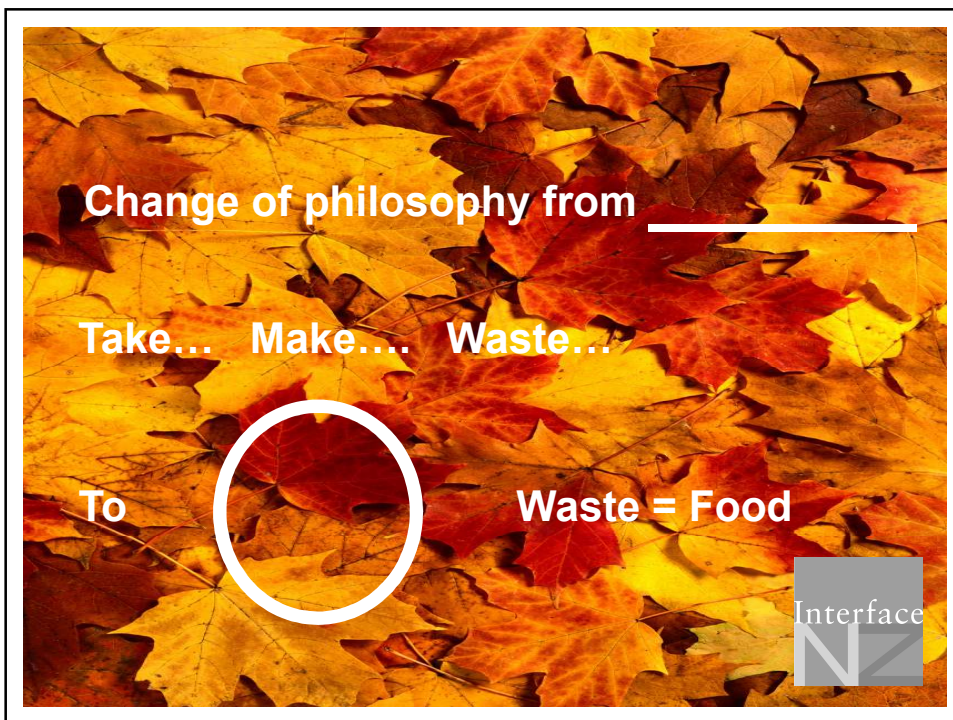 Change of philosophy from
Take… Make…. Waste…
To Waste = Food
Interface
NZ